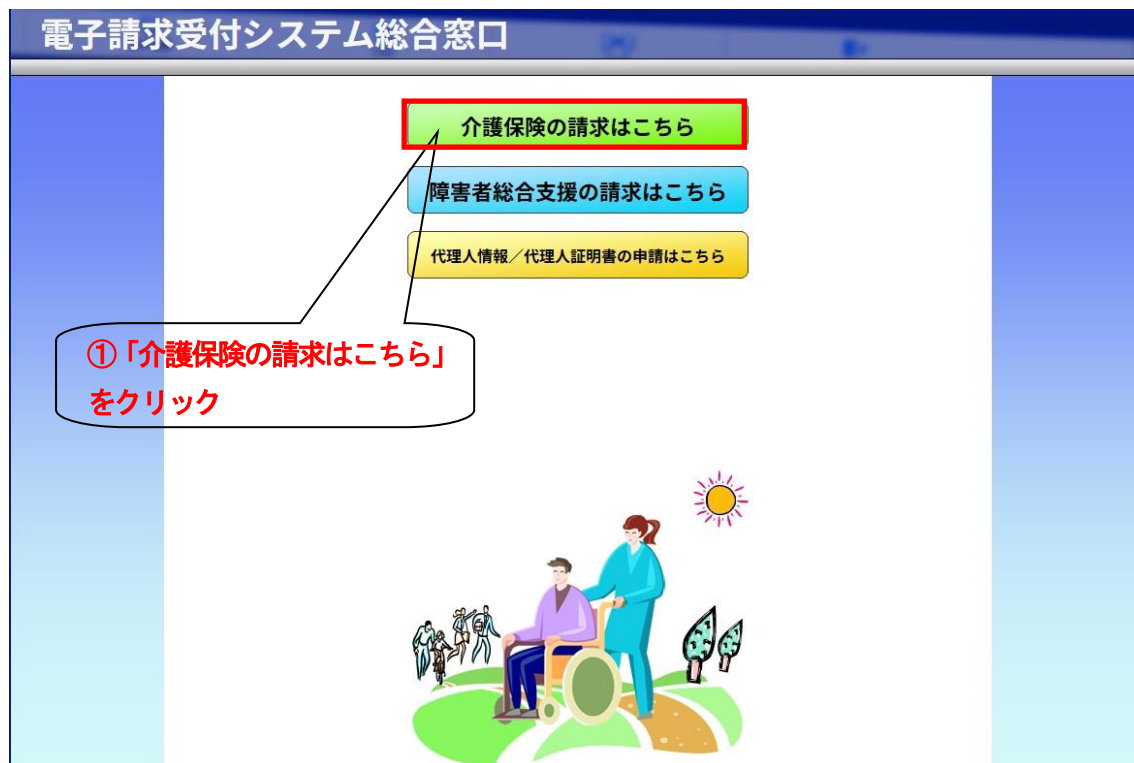 電子請求受付システム総合窓口
介護保険の請求はこちら
障害者総合支援の請求はこちら
代理人情報／代理人証明書の申請はこちら
①「介護保険の請求はこちら」
をクリック